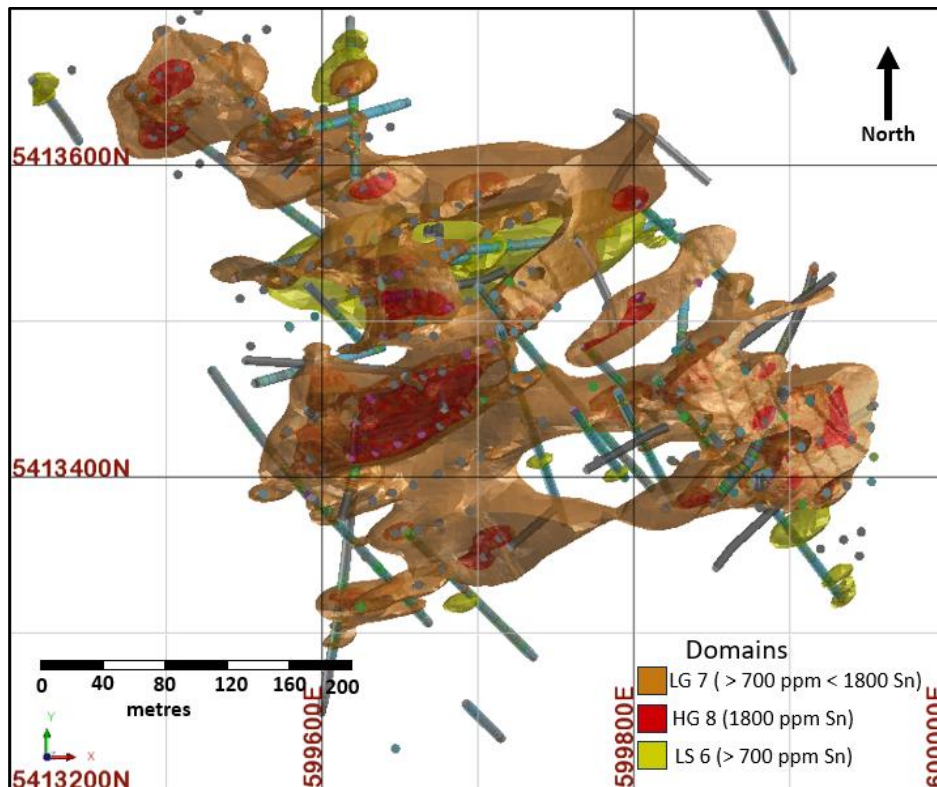 North
5413600N
5413400N
5413200N
599600E
599800E
600000E
0 40 80 120 160 200
metres
Y
X
Domains
LG 7 ( > 700 ppm < 1800 Sn)
HG 8 (1800 ppm Sn)
LS 6 (> 700 ppm Sn)